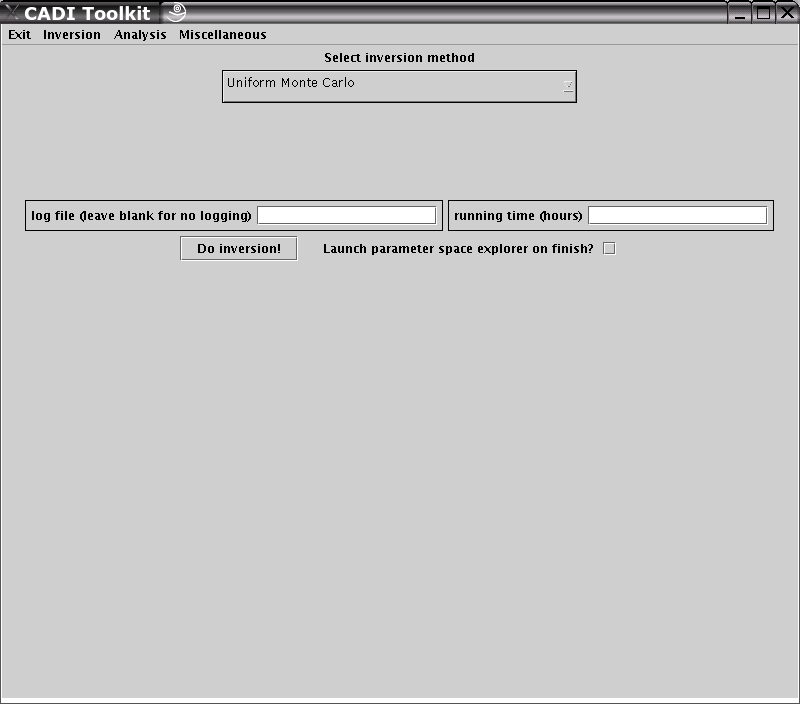 CADI Toolkit
Exit Inversion Analysis Miscellaneous
Select inversion method
Uniform Monte Carlo
log file (leave blank for no logging) running time (hours)
Do inversion! Launch parameter space explorer on finish?